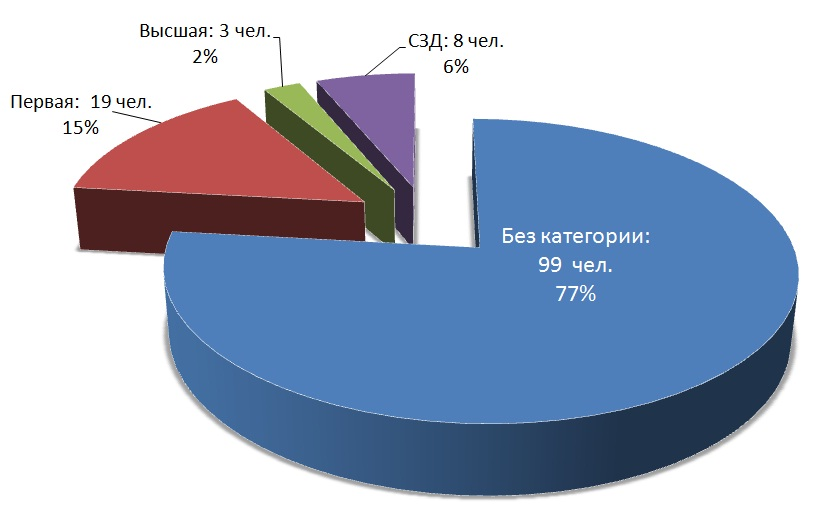 Высшая: 3 чел.
2%
СЗД: 8 чел.
6%
Первая:  19 чел.
15%
Без категории:
99  чел.
77%